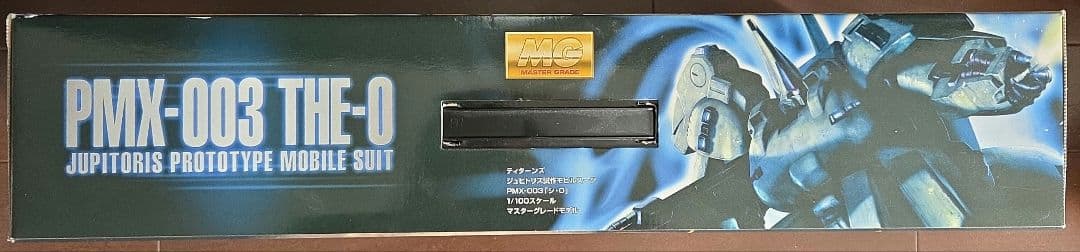 MG
MASTER GRADE
PMX-003 THE-O
JUPITORIS PROTOTYPE MOBILE SUIT
ティターンズ
ジュピトリス試作モビルスーツ
PMX-003「ジ・O」
1/100スケール
マスターグレードモデル